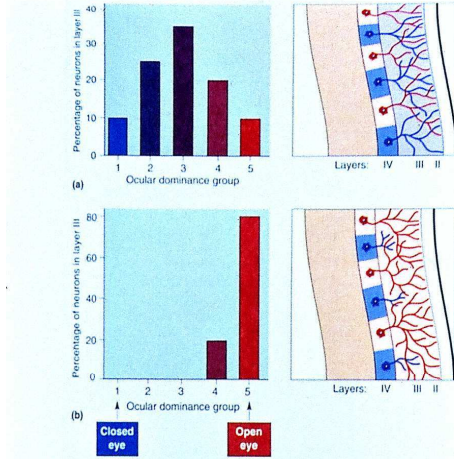 Percentage of neurons in layer III
40
30
20
10
0
1 2 3 4 5
Ocular dominance group
(a)
Layers: IV III II
Percentage of neurons in layer III
80
60
40
20
0
1 2 3 4 5
Ocular dominance group
(b)
Closed
eye
Open
eye
Layers: IV III II